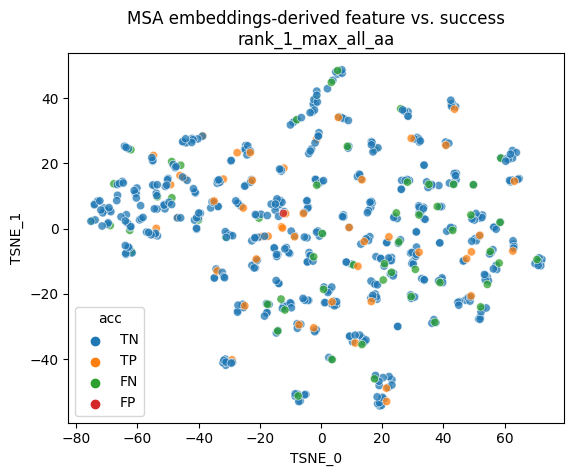 MSA embeddings-derived feature vs. success
rank_1_max_all_aa
TSNE_1
40
20
0
−20
−40
acc
TN
TP
FN
FP
−80
−60
−40
−20
0
20
40
60
TSNE_0